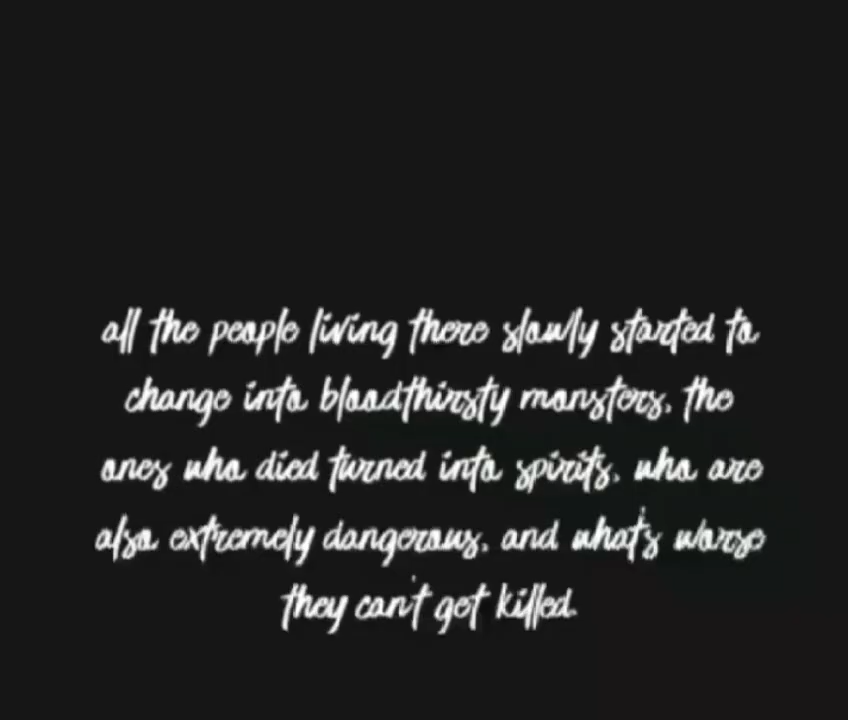 all the people living there slowly started to
change into bloodthirsty monsters, the
ones who died turned into spirits, who are
also extremely dangerous, and what's worse
they can't get killed.